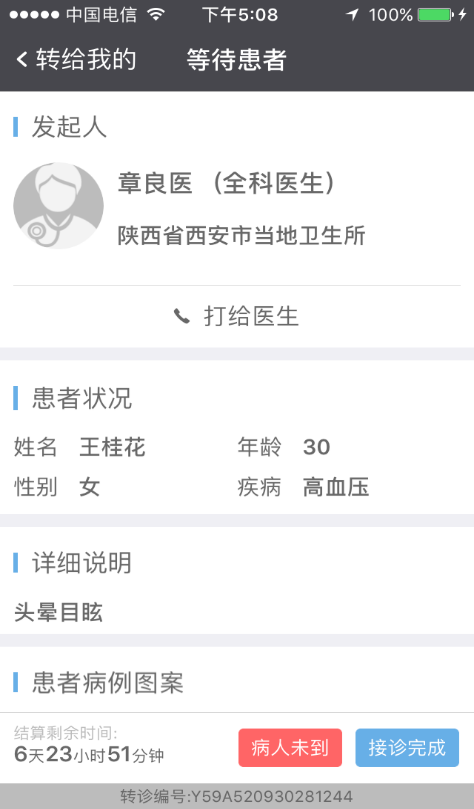 中国电信 下午5:08 100%
转给我的 等待患者
发起人
章良医 （全科医生）
陕西省西安市当地卫生所
打给医生
患者状况
姓名 王桂花 年龄 30
性别 女 疾病 高血压
详细说明
头晕目眩
患者病例图案
结算剩余时间:
6天23小时51分钟
病人未到 接诊完成
转诊编号:Y59A520930281244